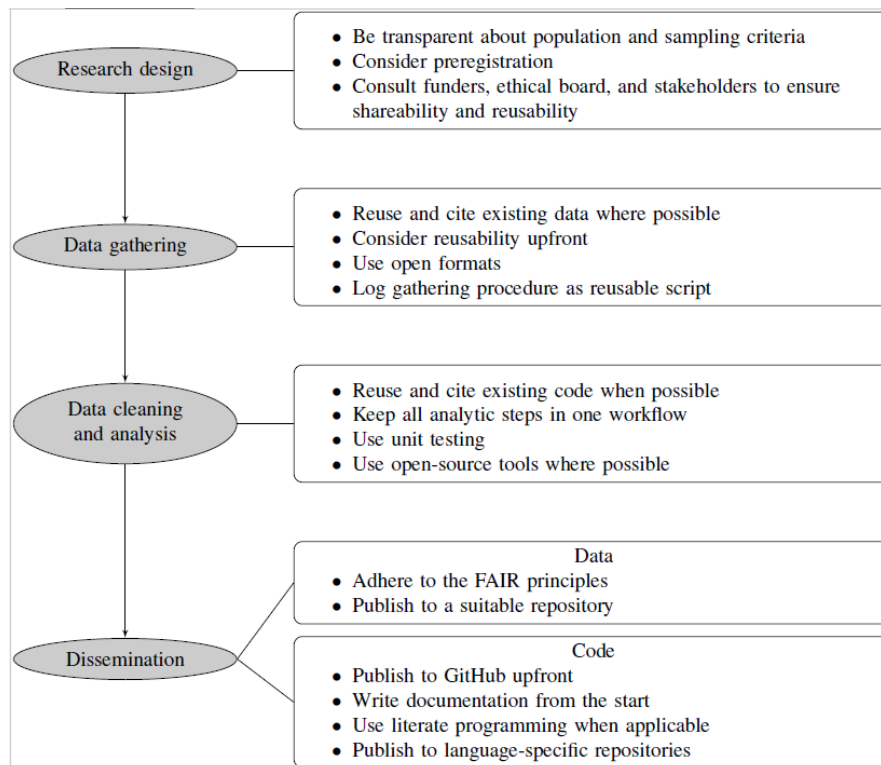 Research design
• Be transparent about population and sampling criteria
• Consider preregistration
• Consult funders, ethical board, and stakeholders to ensure
shareability and reusability
Data gathering
• Reuse and cite existing data where possible
• Consider reusability upfront
• Use open formats
• Log gathering procedure as reusable script
Data cleaning
and analysis
• Reuse and cite existing code when possible
• Keep all analytic steps in one workflow
• Use unit testing
• Use open-source tools where possible
Dissemination
Data
• Adhere to the FAIR principles
• Publish to a suitable repository
Code
• Publish to GitHub upfront
• Write documentation from the start
• Use literate programming when applicable
• Publish to language-specific repositories